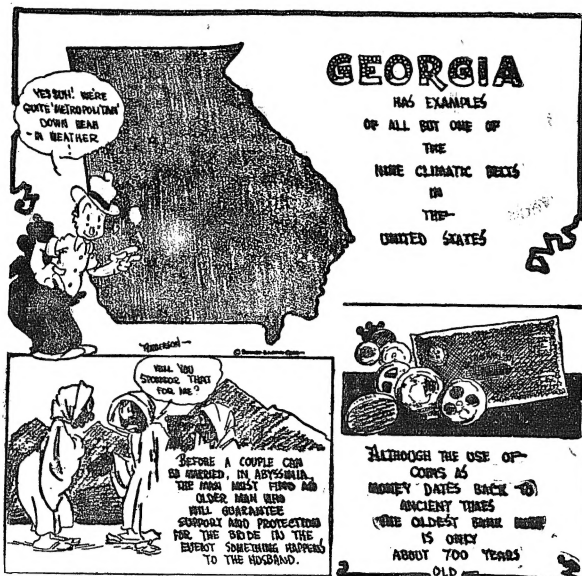 YES SUH! WE'RE
QUITE 'METROPOLITAN'
DOWN HEAH
-IN WEATHER
GEORGIA
HAS EXAMPLES
OF ALL BUT ONE OF
THE
NINE CLIMATIC BELTS
IN
THE
UNITED STATES
WILL YOU
SPONSOR THAT
FOR ME?
BEFORE A COUPLE CAN
BE MARRIED, IN ABYSSINIA,
THE MAN MUST FIND AN
OLDER MAN WHO
WILL GUARANTEE
SUPPORT AND PROTECTION
FOR THE BRIDE IN THE
EVENT SOMETHING HAPPENS
TO THE HUSBAND.
ALTHOUGH THE USE OF
COINS AS
MONEY DATES BACK TO
ANCIENT TIMES
THE OLDEST BANK
IS ONLY
ABOUT 700 YEARS
OLD